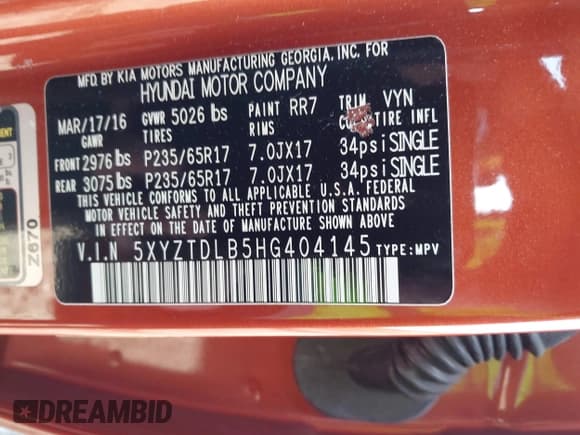 MFD. BY KIA MOTORS MANUFACTURING GEORGIA, INC. FOR
HYUNDAI MOTOR COMPANY
MAR/17/16 GVWR 5026 lbs PAINT RR7 TRIM VYN
GAWR TIRES RIMS TIRE INFL
FRONT 2976 lbs P235/65R17 7.0JX17 34psi SINGLE
REAR 3075 lbs P235/65R17 7.0JX17 34psi SINGLE
THIS VEHICLE CONFORMS TO ALL APPLICABLE U.S.A. FEDERAL
MOTOR VEHICLE SAFETY AND THEFT PREVENTION STANDARDS
IN EFFECT ON THE DATE OF MANUFACTURE SHOWN ABOVE.
V.I.N 5XYZTDLB5HG404145 TYPE:MPV
Z670
DREAMBID